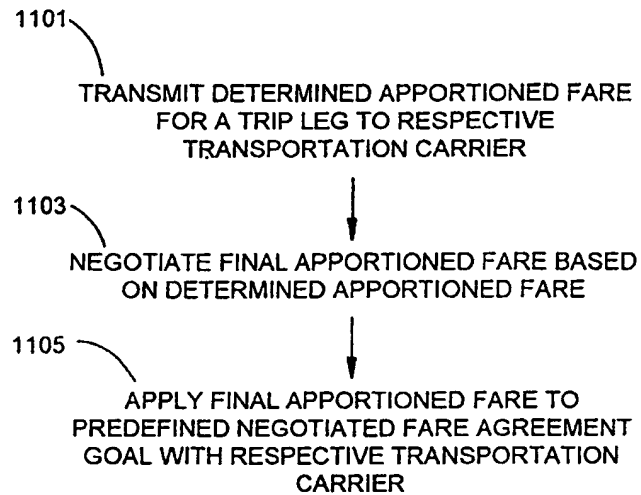 1101
TRANSMIT DETERMINED APPORTIONED FARE
FOR A TRIP LEG TO RESPECTIVE
TRANSPORTATION CARRIER
1103
NEGOTIATE FINAL APPORTIONED FARE BASED
ON DETERMINED APPORTIONED FARE
1105
APPLY FINAL APPORTIONED FARE TO
PREDEFINED NEGOTIATED FARE AGREEMENT
GOAL WITH RESPECTIVE TRANSPORTATION
CARRIER